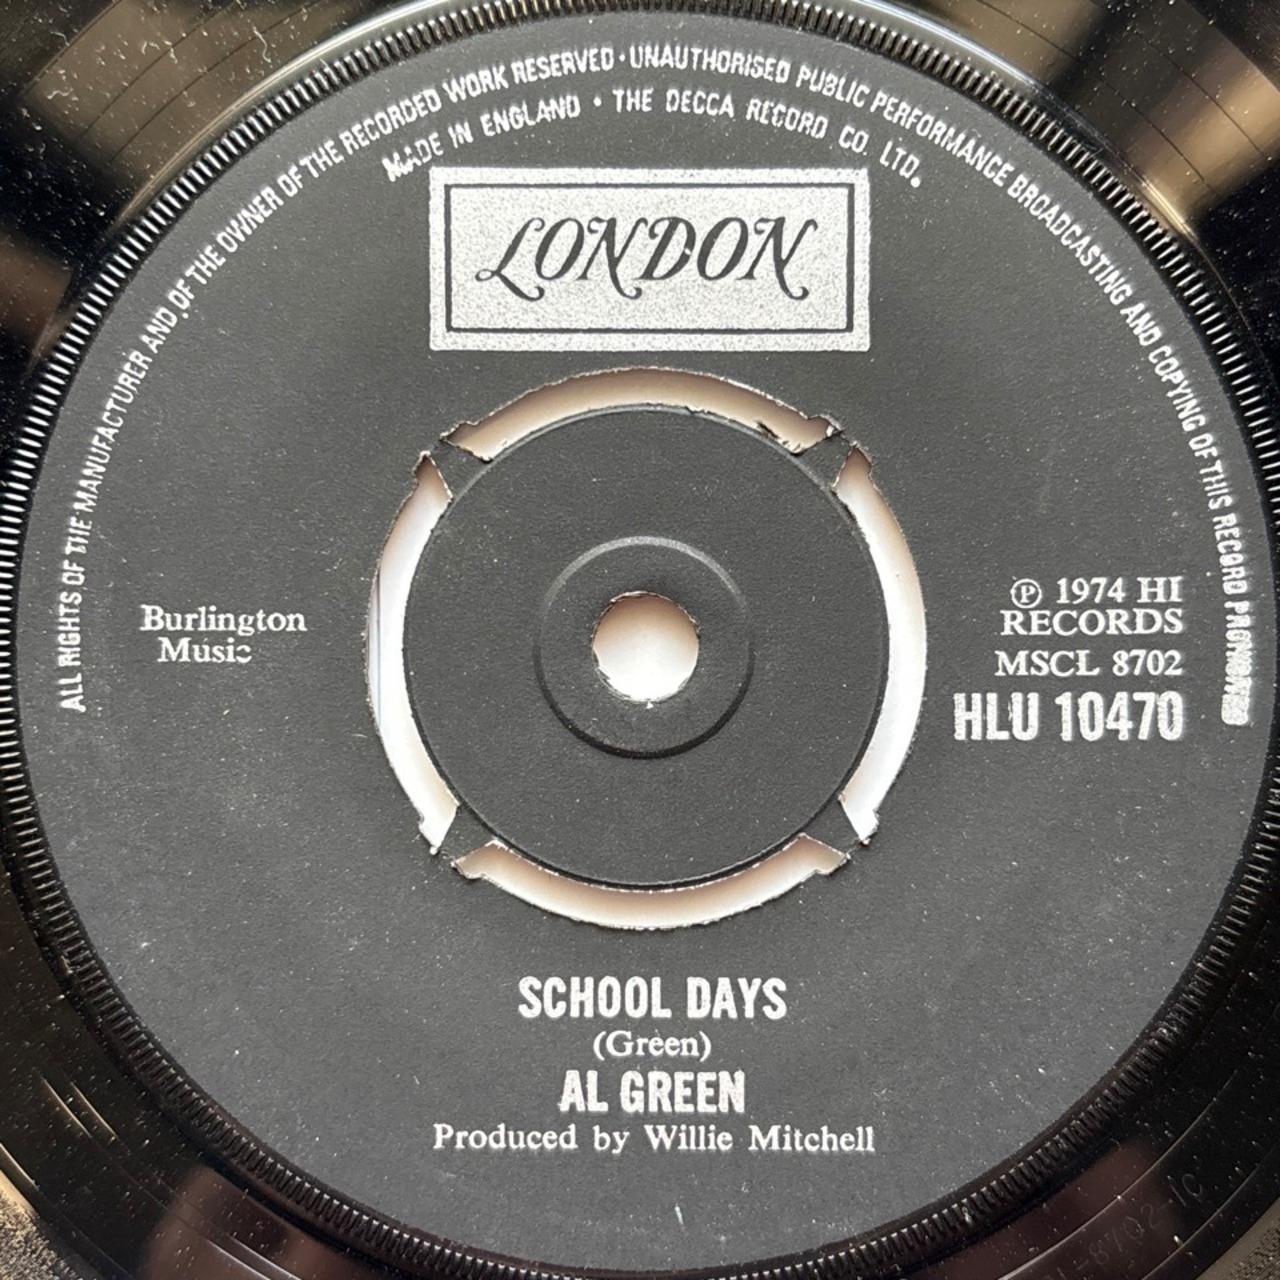 ALL RIGHTS OF THE MANUFACTURER AND OF THE OWNER OF THE RECORDED WORK RESERVED · UNAUTHORISED PUBLIC PERFORMANCE BROADCASTING AND COPYING OF THIS RECORD PROHIBITED
MADE IN ENGLAND • THE DECCA RECORD CO. LTD.
LONDON
Burlington
Music
℗ 1974 HI
RECORDS
MSCL 8702
HLU 10470
SCHOOL DAYS
(Green)
AL GREEN
Produced by Willie Mitchell